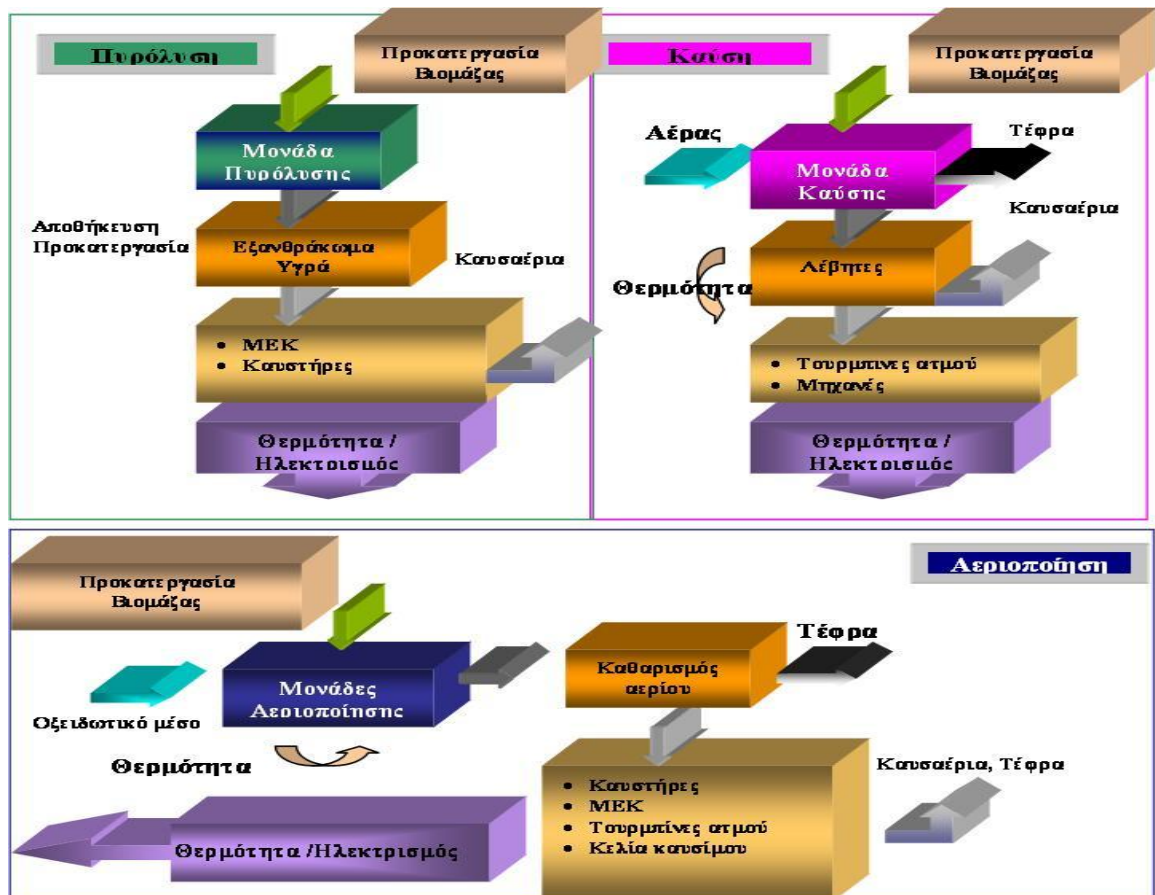 Πυρόλυση
Προκατεργασία
Βιομάζας
Μονάδα
Πυρόλυσης
Αποθήκευση
Προκατεργασία
Εξανθράκωμα
Υγρά
Καυσαέρια
• ΜΕΚ
• Καυστήρες
Θερμότητα /
Ηλεκτρισμός
Καύση
Προκατεργασία
Βιομάζας
Αέρας
Τέφρα
Μονάδα
Καύσης
Καυσαέρια
Θερμότητα
Λέβητες
• Τουρμπινες ατμού
• Μηχανές
Θερμότητα /
Ηλεκτρισμός
Αεριοποίηση
Προκατεργασία
Βιομάζας
Τέφρα
Καθαρισμός
αερίου
Μονάδες
Αεριοποίησης
Οξειδωτικό μέσο
Θερμότητα
Καυσαέρια, Τέφρα
• Καυστήρες
• ΜΕΚ
• Τουρμπίνες ατμού
• Κελία καυσίμου
Θερμότητα /Ηλεκτρισμός